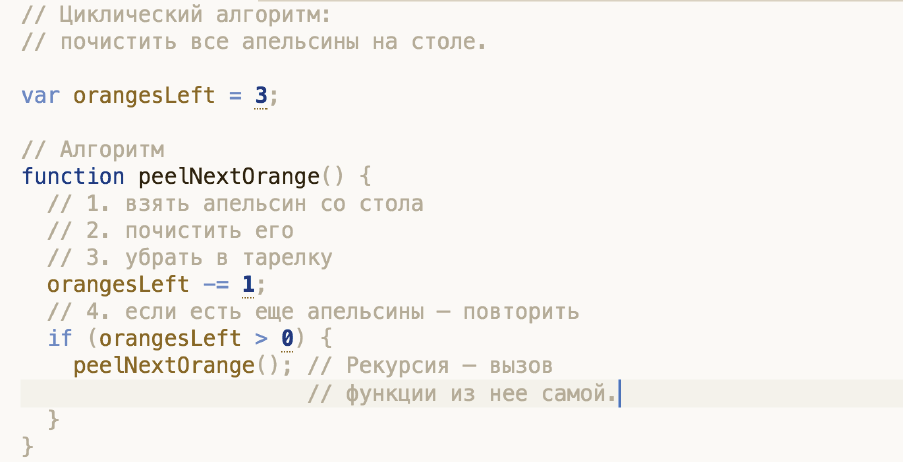 // Циклический алгоритм:
// почистить все апельсины на столе.
var orangesLeft = 3;
// Алгоритм
function peelNextOrange() {
// 1. взять апельсин со стола
// 2. почистить его
// 3. убрать в тарелку
orangesLeft -= 1;
// 4. если есть еще апельсины — повторить
if (orangesLeft > 0) {
peelNextOrange(); // Рекурсия — вызов
// функции из нее самой.
}
}